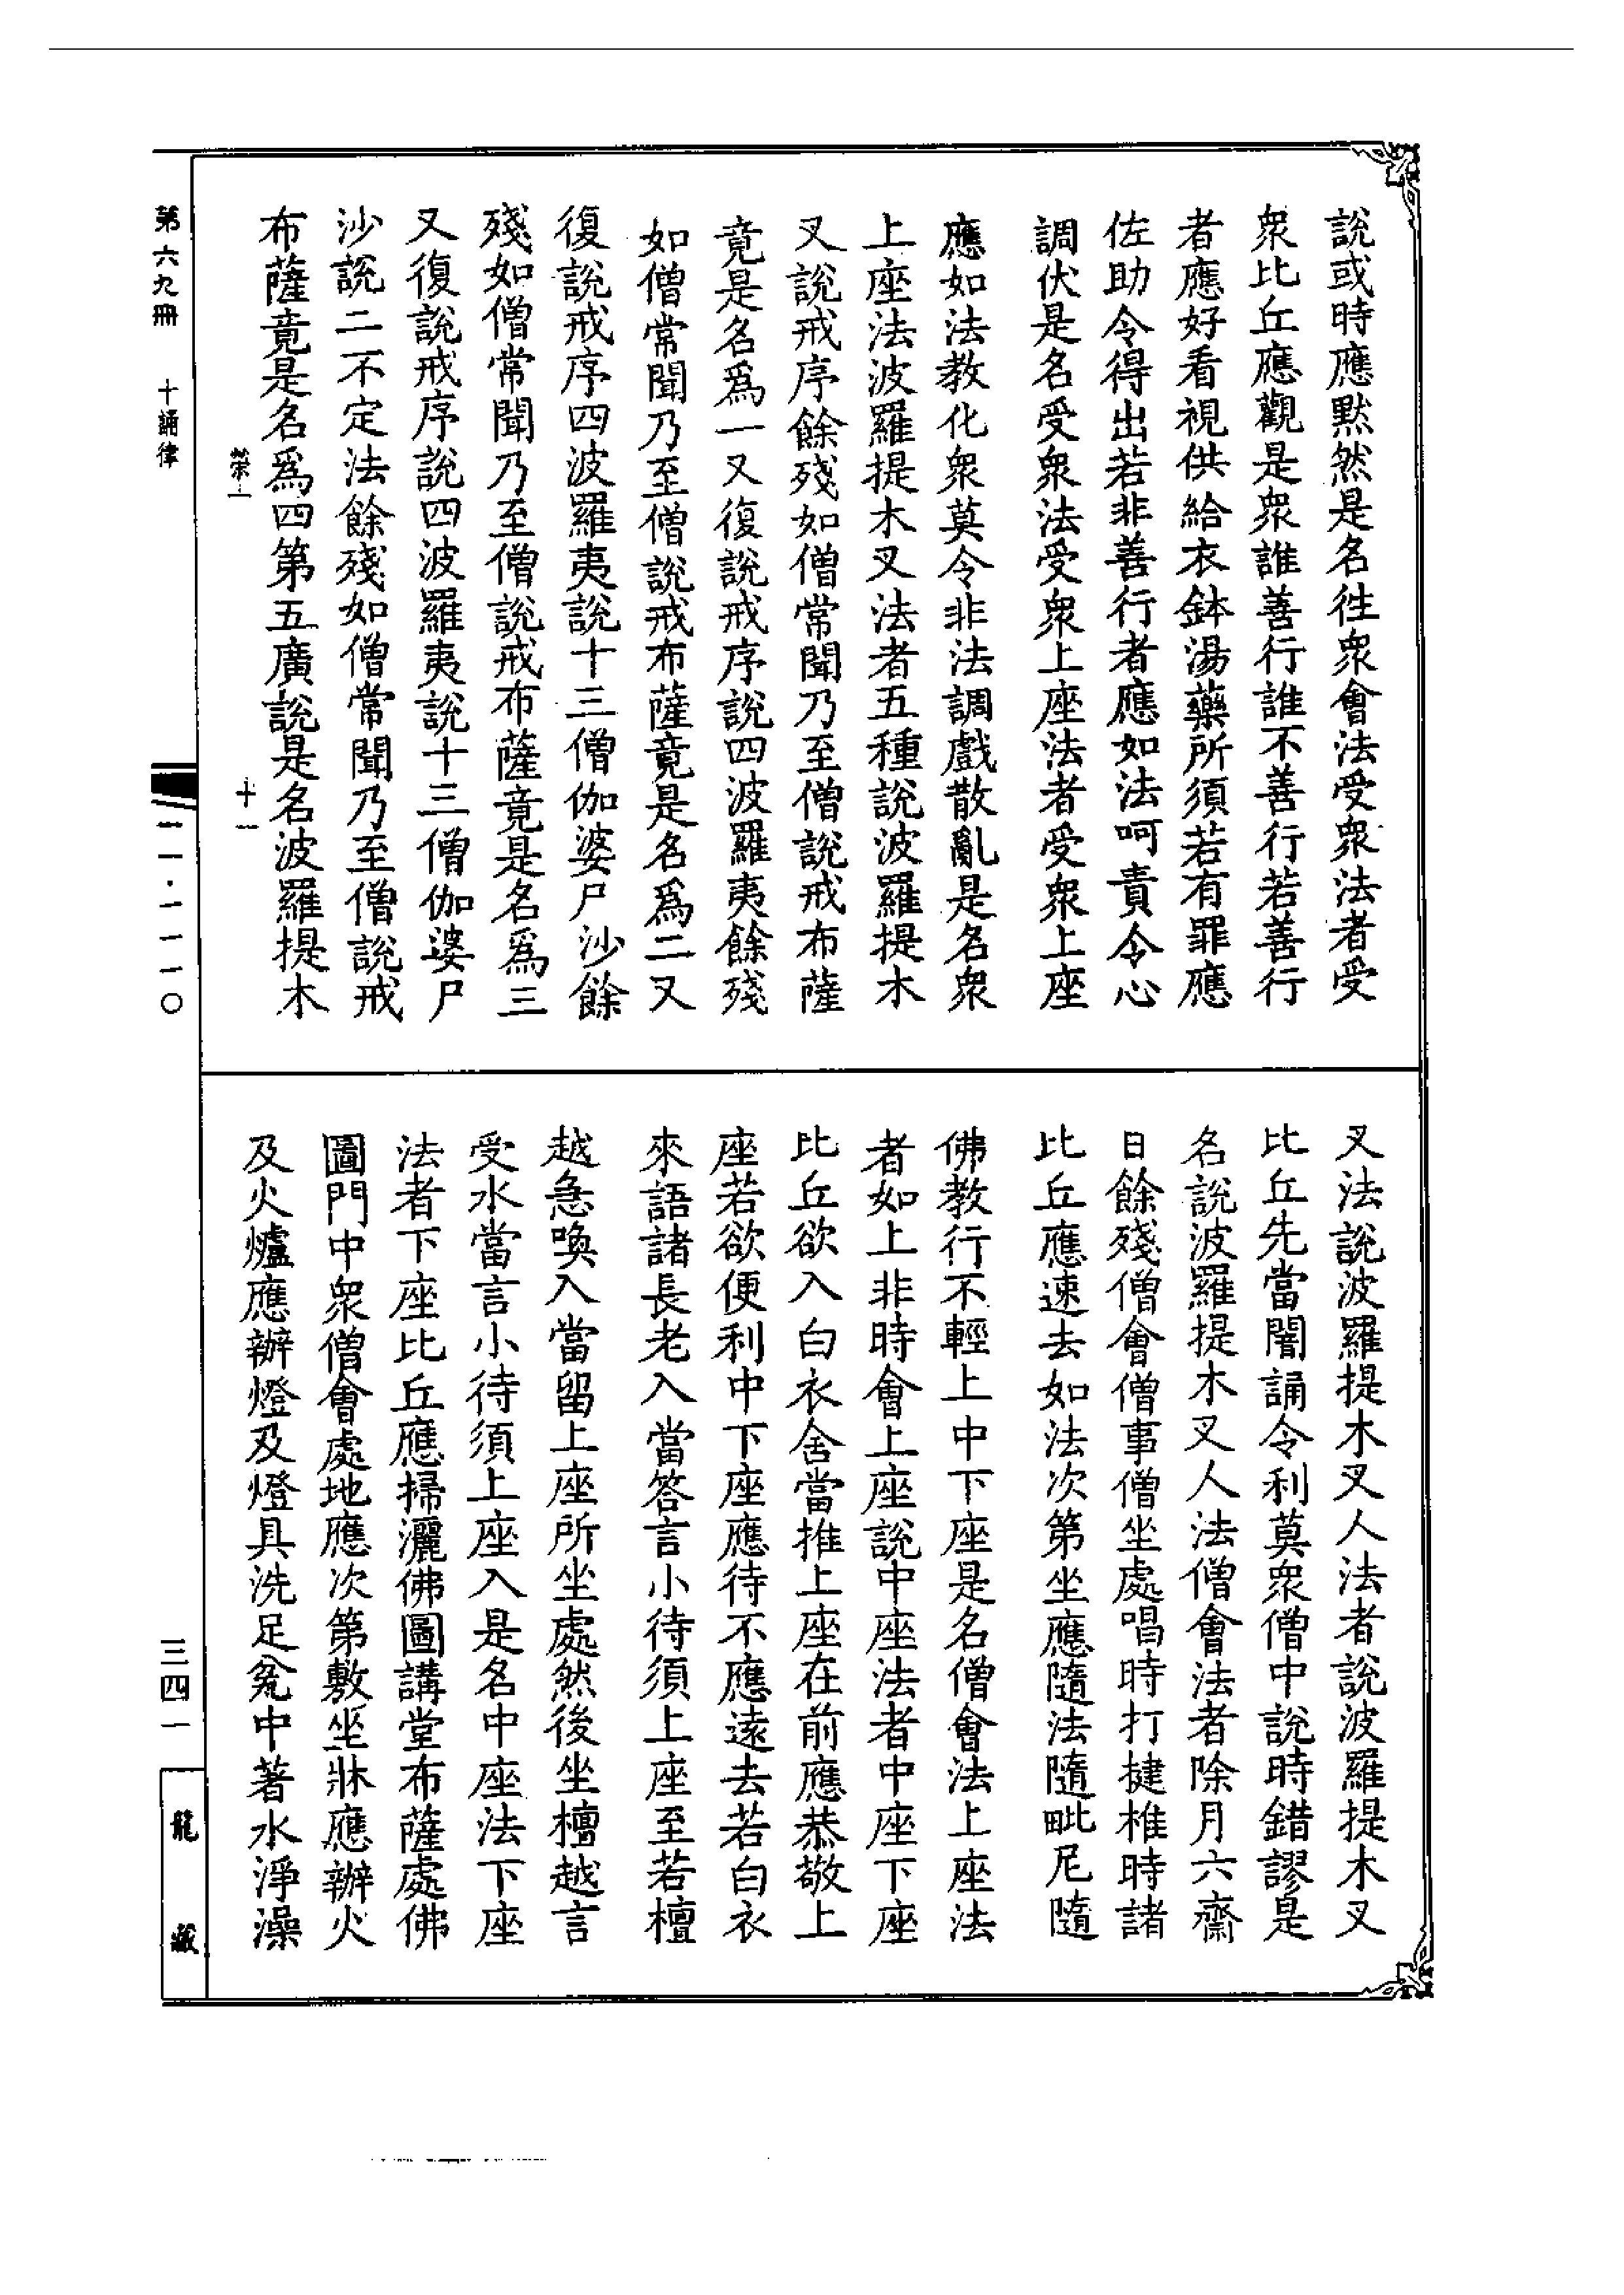 說或時應默然是名徃衆會法受衆法者受
衆比丘應觀是衆誰善行誰不善行若善行
者應好看視供給衣鉢湯藥所須若有罪應
佐助令得出若非善行者應如法呵責令心
調伏是名受衆法受衆上座法者受衆上座
應如法教化衆莫令非法調戲散亂是名衆
上座法波羅提木叉法者五種說波羅提木
叉說戒序餘殘如僧常聞乃至僧說戒布薩
竟是名爲一又復說戒序說四波羅夷餘殘
如僧常聞乃至僧說戒布薩竟是名爲二又
復說戒序四波羅夷說十三僧伽婆尸沙餘
殘如僧常聞乃至僧說戒布薩竟是名爲三
又復說戒序說四波羅夷說十三僧伽婆尸
沙說二不定法餘殘如僧常聞乃至僧說戒
布薩竟是名爲四第五廣說是名波羅提木
叉法說波羅提木叉人法者說波羅提木叉
比丘先當闇誦令利莫衆僧中說時錯謬是
名說波羅提木叉人法僧會法者除月六齋
日餘殘僧會僧事僧坐處唱時打揵椎時諸
比丘應速去如法次第坐應隨法隨毗尼隨
佛教行不輕上中下座是名僧會法上座法
者如上非時會上座說中座法者中座下座
比丘欲入白衣舍當推上座在前應恭敬上
座若欲便利中下座應待不應遠去若白衣
來語諸長老入當答言小待須上座至若檀
越急喚入當留上座所坐處然後坐檀越言
受水當言小待須上座入是名中座法下座
法者下座比丘應掃灑佛圖講堂布薩處佛
圖門中衆僧會處地應次第敷坐牀應辦火
及火爐應辦燈及燈具洗足瓮中著水淨澡
第六九冊 十誦律
十一
一一·一一一〇
三四一
龍藏